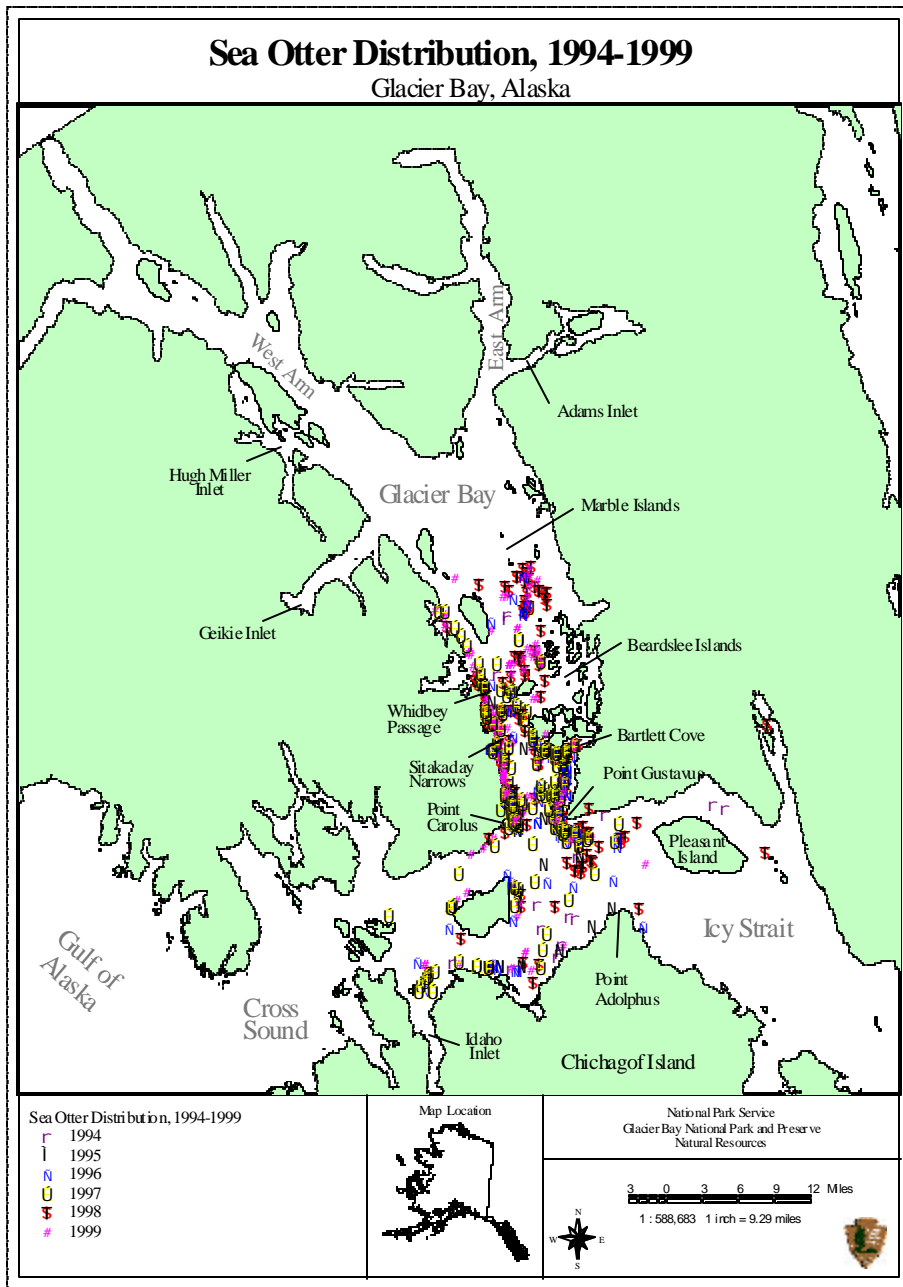 Sea Otter Distribution, 1994-1999
Glacier Bay, Alaska
West Arm
East Arm
Adams Inlet
Hugh Miller
Inlet
Glacier Bay
Marble Islands
Geikie Inlet
Beardslee Islands
Whidbey
Passage
Bartlett Cove
Sitakaday
Narrows
Point Gustavus
Point
Carolus
Pleasant
Island
Icy Strait
Gulf of
Alaska
Point
Adolphus
Cross
Sound
Idaho
Inlet
Chichagof Island
Sea Otter Distribution, 1994-1999
r 1994
Ì 1995
Ñ 1996
Ú 1997
1998
# 1999
Map Location
National Park Service
Glacier Bay National Park and Preserve
Natural Resources
3 0 3 6 9 12 Miles
1 : 588,683 1 inch = 9.29 miles
N
W E
S